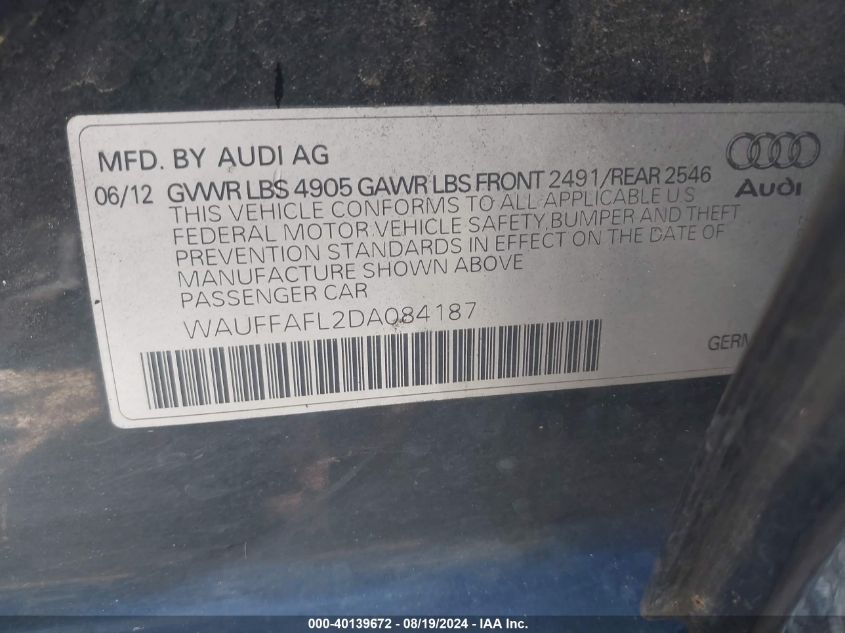 MFD. BY AUDI AG
06/12 GVWR LBS 4905 GAWR LBS FRONT 2491/REAR 2546
Audi
THIS VEHICLE CONFORMS TO ALL APPLICABLE U S
FEDERAL MOTOR VEHICLE SAFETY,BUMPER AND THEFT
PREVENTION STANDARDS IN EFFECT ON THE DATE OF
MANUFACTURE SHOWN ABOVE
PASSENGER CAR
WAUFFAFL2DA084187
GERM
000-40139672 - 08/19/2024 - IAA Inc.